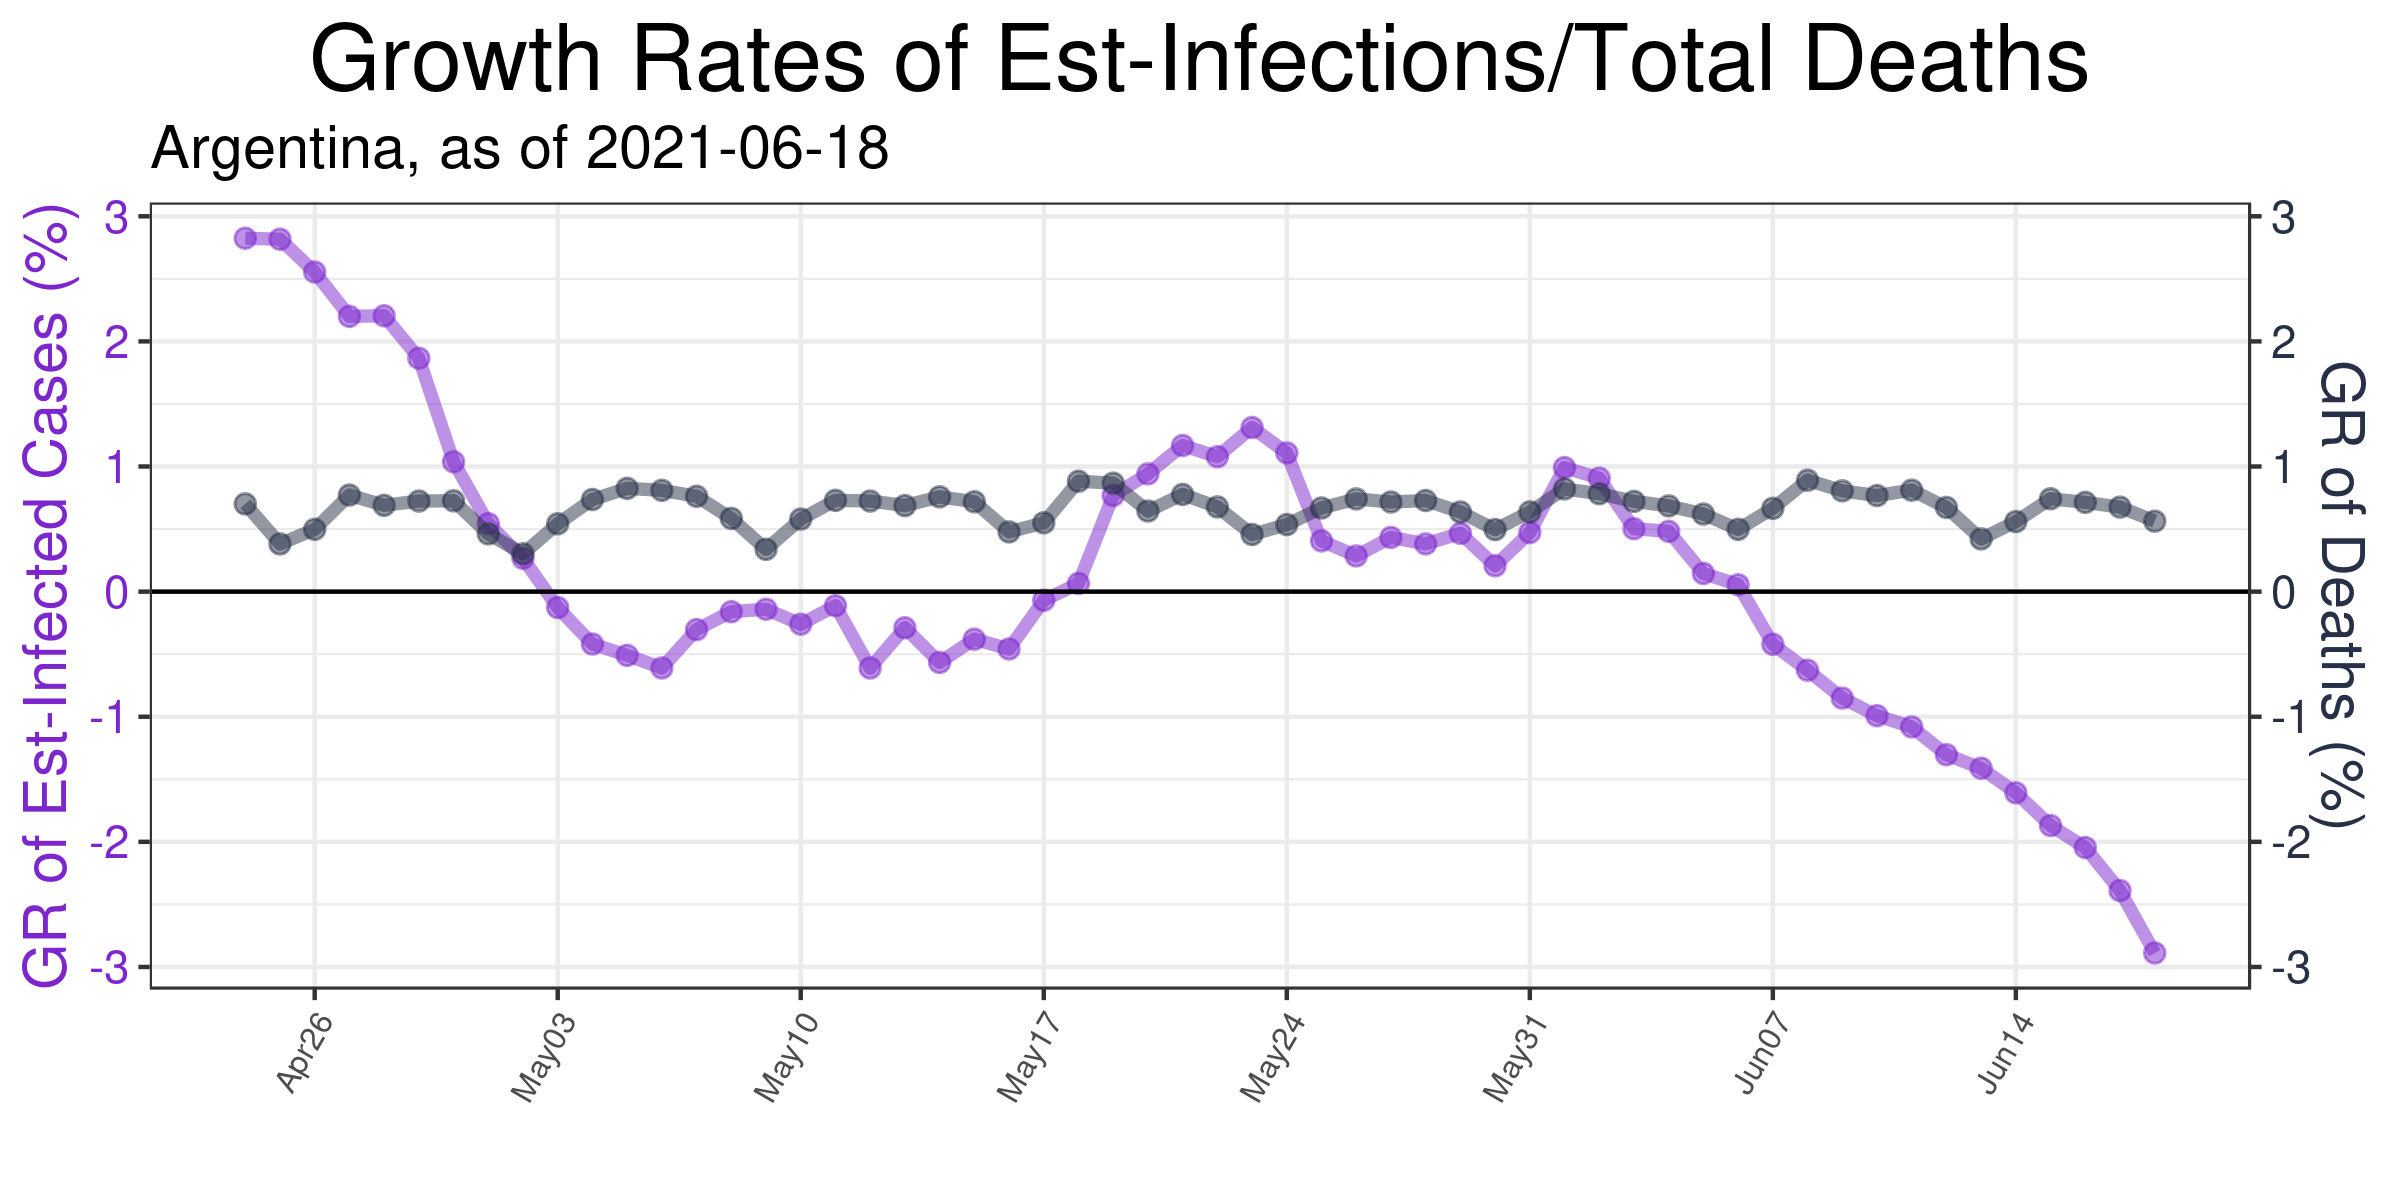 Growth Rates of Est-Infections/Total Deaths
Argentina, as of 2021-06-18
GR of Est-Infected Cases (%)
3
2
1
0
-1
-2
-3
3
2
1
0
-1
-2
-3
GR of Deaths (%)
Apr26
May03
May10
May17
May24
May31
Jun07
Jun14